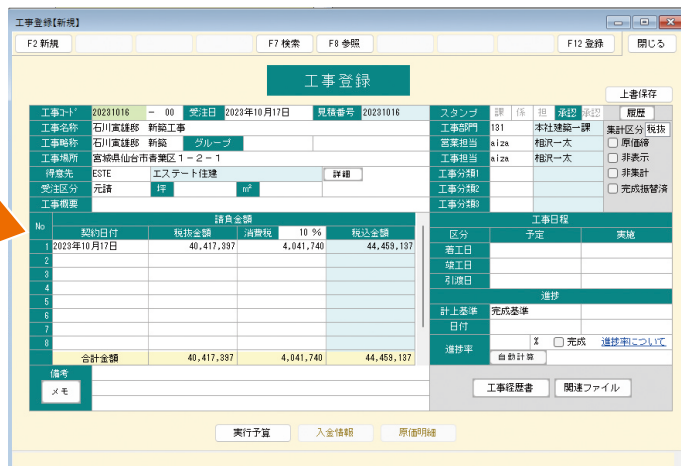 工事登録【新規】
F2 新規 F7 検索 F8 参照 F12 登録 閉じる
工事登録
上書保存
工事コード 20231016 - 00 受注日 2023年10月17日 見積番号 20231016 スタンプ 課 係 担 承認 承認 履歴
工事名称 石川寅雄邸 新築工事 工事部門 131 本社建築一課 集計区分 税抜
工事略称 石川寅雄邸 新築 グループ 営業担当 aiza 相沢一太 原価締
工事場所 宮城県仙台市青葉区1-2-1 工事担当 aiza 相沢一太 非表示
得意先 ESTE エステート住建 詳細 工事分類1 非集計
受注区分 元請 坪 ㎡ 工事分類2 完成振替済
工事概要 工事分類3
No 請負金額 工事日程
契約日付 税抜金額 消費税 10 % 税込金額 区分 予定 実施
1 2023年10月17日 40,417,397 4,041,740 44,459,137 着工日
2 竣工日
3 引渡日
4 進捗
5 計上基準 完成基準
6 日付
7 進捗率 % 完成 進捗率について
8 自動計算
合計金額 40,417,397 4,041,740 44,459,137
備考
メモ
工事経歴書 関連ファイル
実行予算 入金情報 原価明細